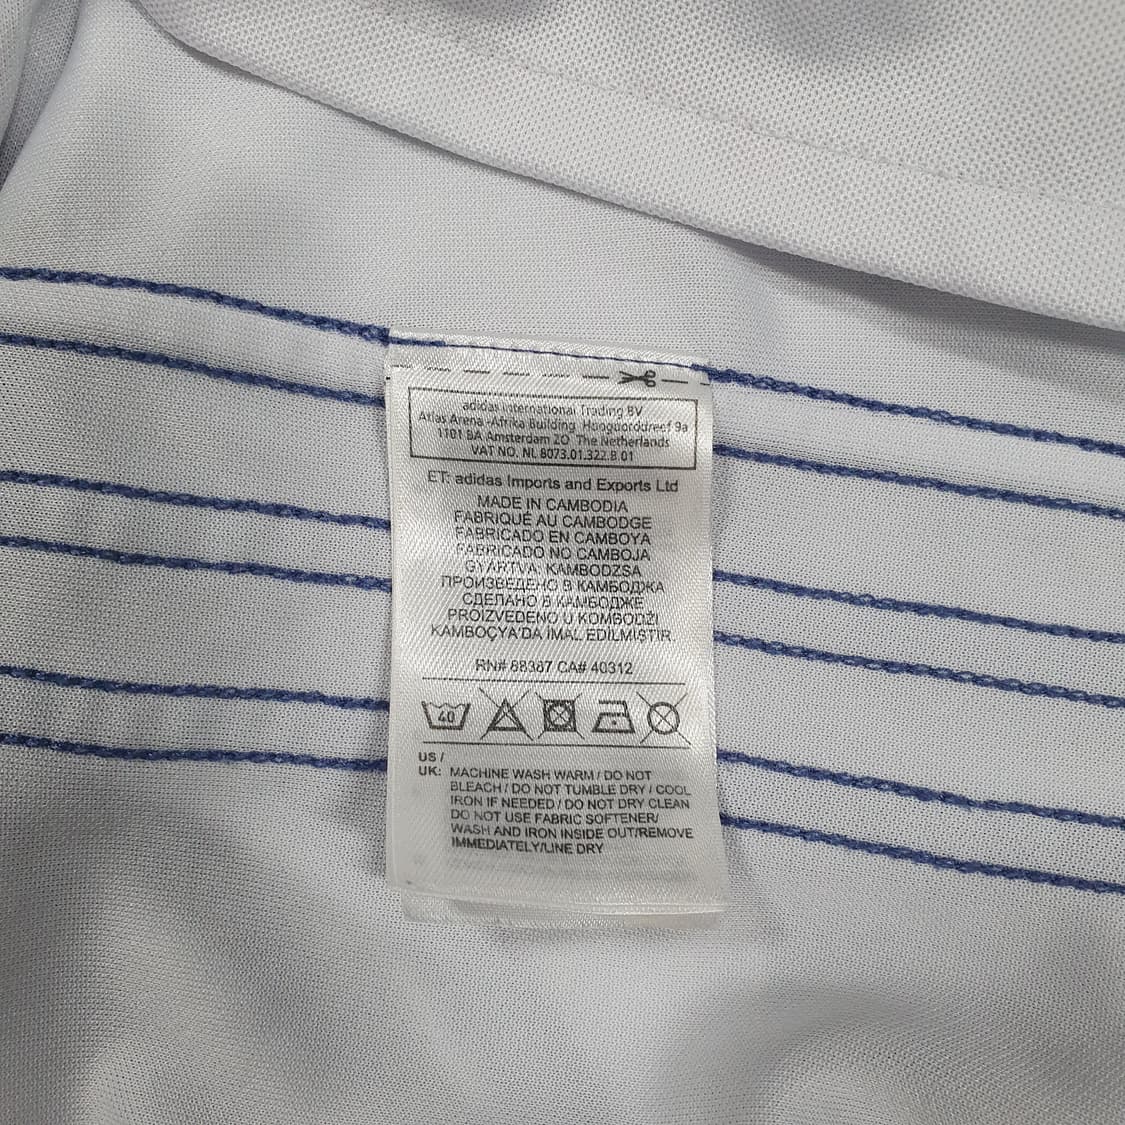 adidas International Trading BV
Atlas Arena -Afrika Building Hoogoorddreef 9a
1101 BA Amsterdam ZO The Netherlands
VAT NO. NL 8073.01.322.B.01
ET: adidas Imports and Exports Ltd
MADE IN CAMBODIA
FABRIQUÉ AU CAMBODGE
FABRICADO EN CAMBOYA
FABRICADO NO CAMBOJA
GYÁRTVA: KAMBODZSA
ПРОИЗВЕДЕНО В КАМБОДЖА
СДЕЛАНО В КАМБОДЖЕ
PROIZVEDENO U KOMBODŽI
KAMBOÇYA'DA İMAL EDİLMİŞTİR.
RN# 88387 CA# 40312
40
US /
UK: MACHINE WASH WARM / DO NOT
BLEACH / DO NOT TUMBLE DRY / COOL
IRON IF NEEDED / DO NOT DRY CLEAN
DO NOT USE FABRIC SOFTENER/
WASH AND IRON INSIDE OUT/REMOVE
IMMEDIATELY/LINE DRY